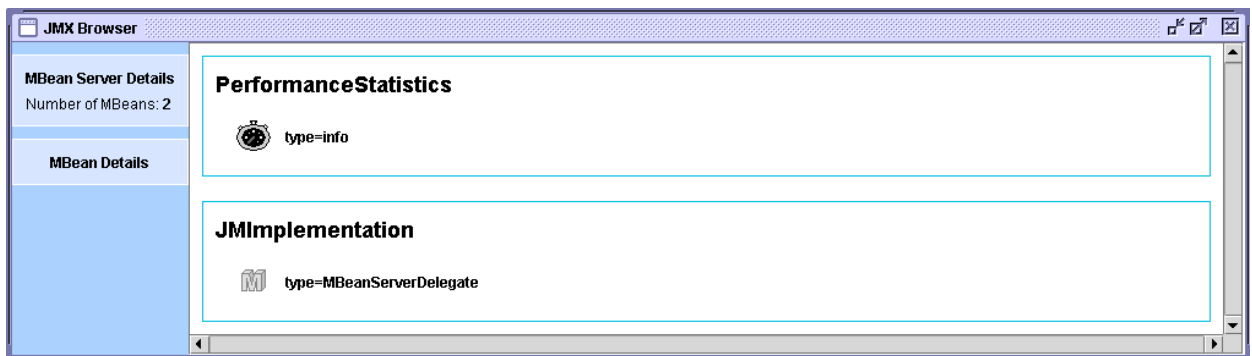 JMX Browser
MBean Server Details
Number of MBeans: 2
MBean Details
PerformanceStatistics
type=info
JMImplementation
type=MBeanServerDelegate